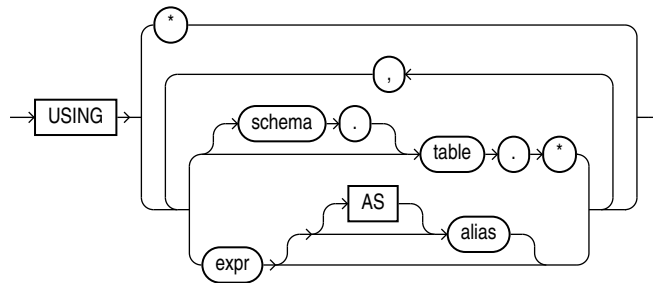 *
,
USING
schema .
table . *
AS
alias
expr